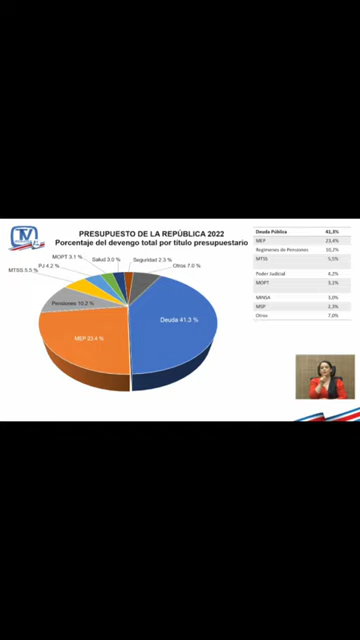 TV
PRESUPUESTO DE LA REPÚBLICA 2022
Porcentaje del devengo total por título presupuestario
MOPT 3.1 %
Salud 3.0 %
Seguridad 2.3 %
PJ 4.2 %
Otros 7.0 %
MTSS 5.5 %
Pensiones 10.2 %
Deuda 41.3 %
MEP 23.4 %
Deuda Pública 41,3%
MEP 23,4%
Regímenes de Pensiones 10,2%
MTSS 5,5%
Poder Judicial 4,2%
MOPT 3,1%
MINSA 3,0%
MSP 2,3%
Otros 7,0%